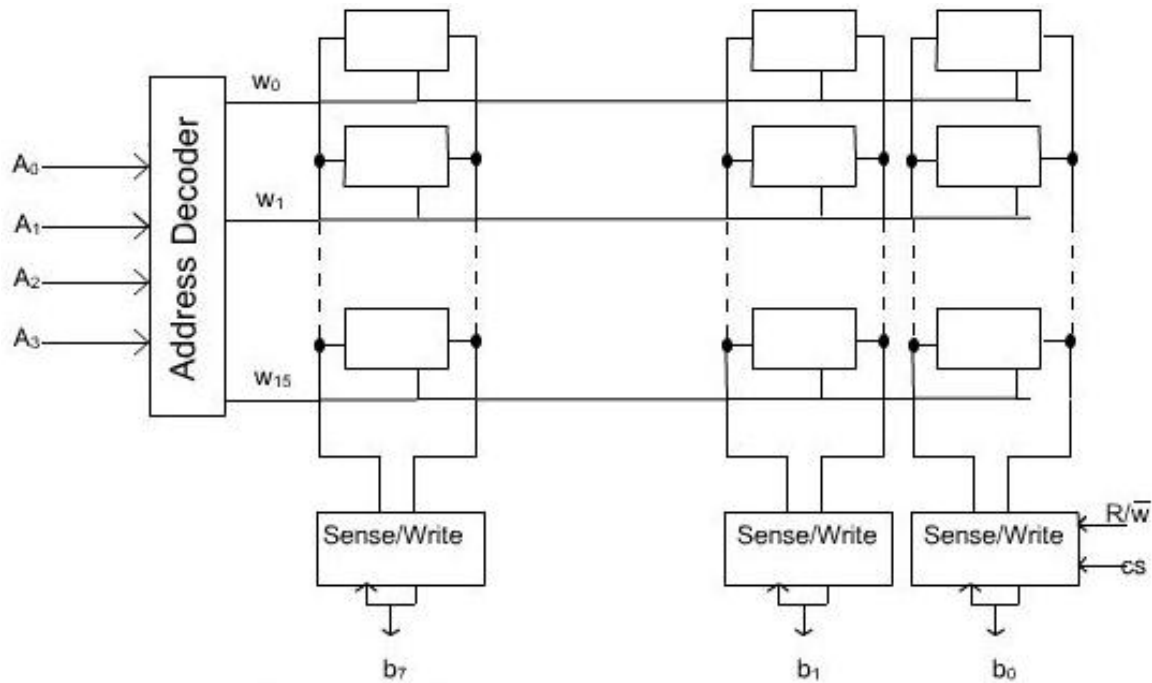 w₀
A₀
A₁
A₂
A₃
Address Decoder
w₁
w₁₅
Sense/Write
Sense/Write
Sense/Write
R/w̅
cs
b₇
b₁
b₀